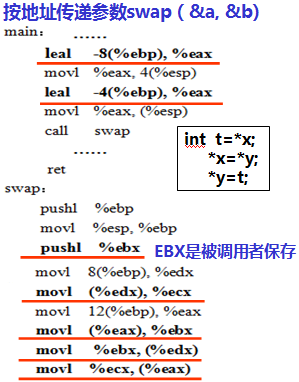 按地址传递参数swap（&a, &b)
main: ......
leal -8(%ebp), %eax
movl %eax, 4(%esp)
leal -4(%ebp), %eax
movl %eax, (%esp)
call swap
......
ret
int t=*x;
*x=*y;
*y=t;
swap:
pushl %ebp
movl %esp, %ebp
pushl %ebx EBX是被调用者保存
movl 8(%ebp), %edx
movl (%edx), %ecx
movl 12(%ebp), %eax
movl (%eax), %ebx
movl %ebx, (%edx)
movl %ecx, (%eax)